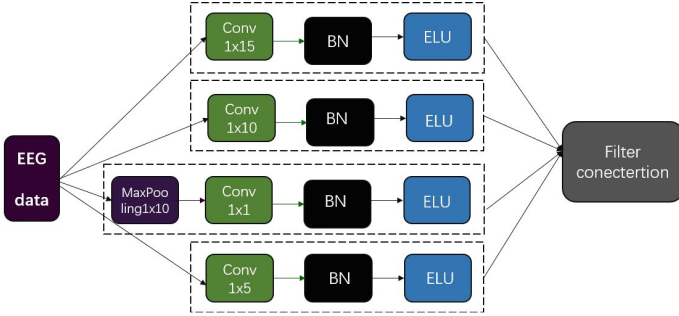 Conv
1x15
BN
ELU
Conv
1x10
BN
ELU
EEG
data
MaxPoo
ling1x10
Conv
1x1
BN
ELU
Conv
1x5
BN
ELU
Filter
conectertion